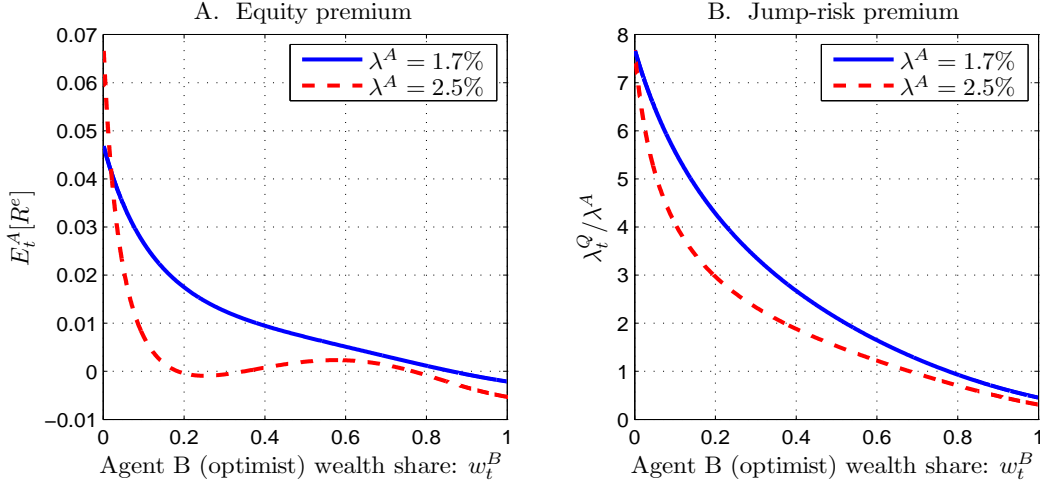 A. Equity premium
0.07
0.06
0.05
0.04
0.03
0.02
0.01
0
−0.01
E_t^A[R^e]
λ^A = 1.7%
λ^A = 2.5%
0 0.2 0.4 0.6 0.8 1
Agent B (optimist) wealth share: w_t^B
B. Jump-risk premium
8
7
6
5
4
3
2
1
0
λ_t^Q/λ^A
λ^A = 1.7%
λ^A = 2.5%
0 0.2 0.4 0.6 0.8 1
Agent B (optimist) wealth share: w_t^B